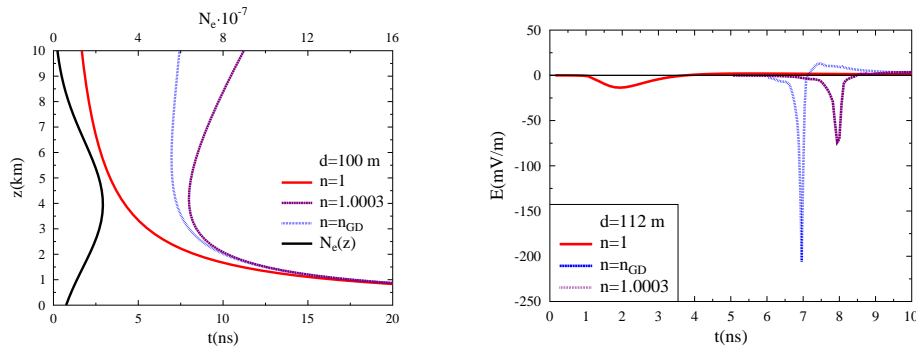 N_e·10^-7
0 4 8 12 16
10
9
8
7
6
5
4
3
2
1
0
z(km)
d=100 m
n=1
n=1.0003
n=n_GD
N_e(z)
0 5 10 15 20
t(ns)
50
0
-50
-100
-150
-200
-250
E(mV/m)
d=112 m
n=1
n=n_GD
n=1.0003
0 1 2 3 4 5 6 7 8 9 10
t(ns)